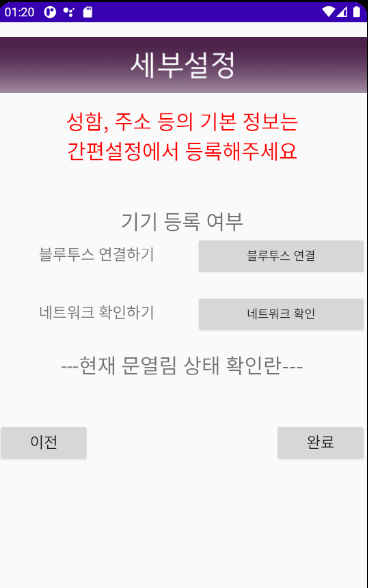 01:20
세부설정
성함, 주소 등의 기본 정보는
간편설정에서 등록해주세요
기기 등록 여부
블루투스 연결하기 블루투스 연결
네트워크 확인하기 네트워크 확인
---현재 문열림 상태 확인란---
이전 완료